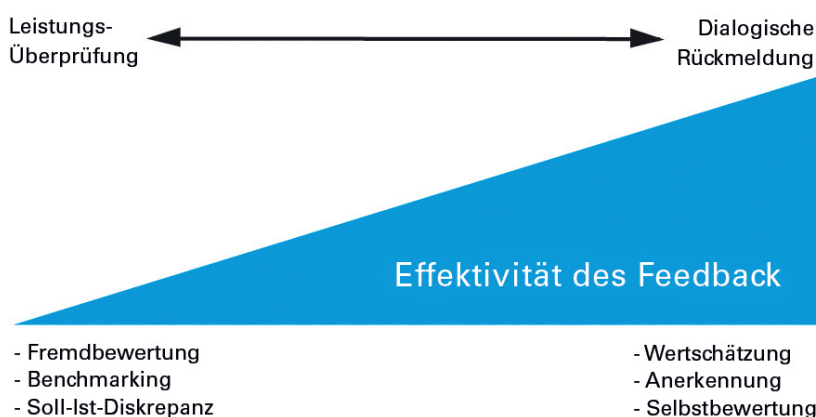 Leistungs-
Überprüfung
Dialogische
Rückmeldung
Effektivität des Feedback
- Fremdbewertung
- Benchmarking
- Soll-Ist-Diskrepanz
- Wertschätzung
- Anerkennung
- Selbstbewertung